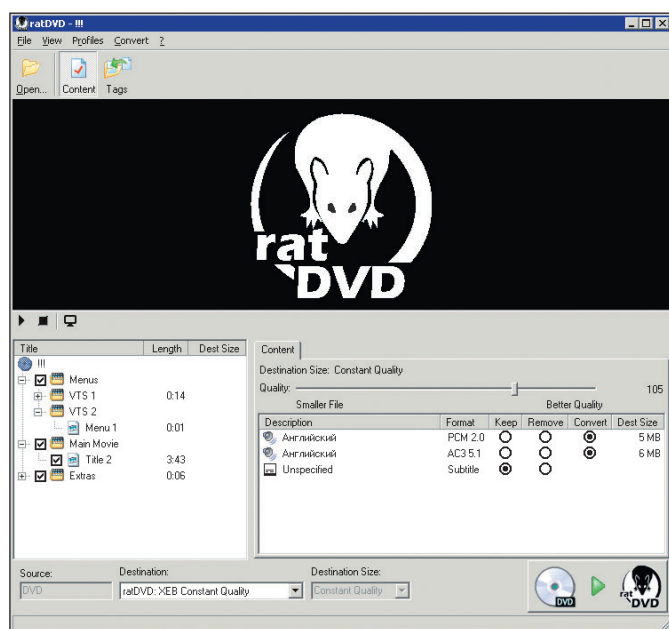 ratDVD - !!!
File View Profiles Convert ?
Open... Content Tags
rat
DVD
Title Length Dest Size
!!!
Menus
VTS 1 0:14
VTS 2
Menu 1 0:01
Main Movie
Title 2 3:43
Extras 0:06
Content
Destination Size: Constant Quality
Quality: 105
Smaller File Better Quality
Description Format Keep Remove Convert Dest Size
Английский PCM 2.0 5 MB
Английский AC3 5.1 6 MB
Unspecified Subtitle
Source: Destination: Destination Size:
DVD ratDVD: XEB Constant Quality Constant Quality
DVD
rat
DVD